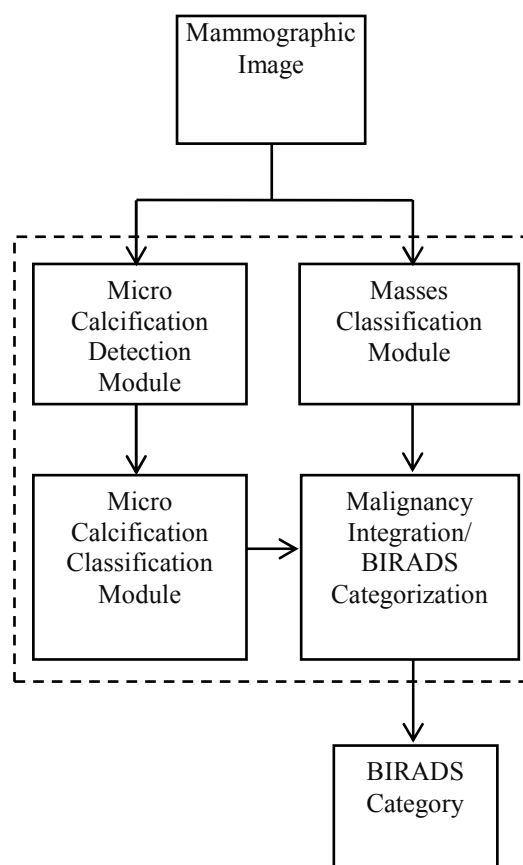 Mammographic
Image
Micro
Calcification
Detection
Module
Masses
Classification
Module
Micro
Calcification
Classification
Module
Malignancy
Integration/
BIRADS
Categorization
BIRADS
Category